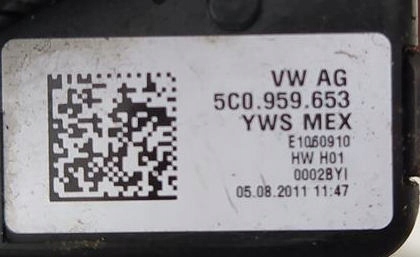 VW AG
5C0.959.653
YWS MEX
E1060910
HW H01
0002BYI
05.08.2011 11:47